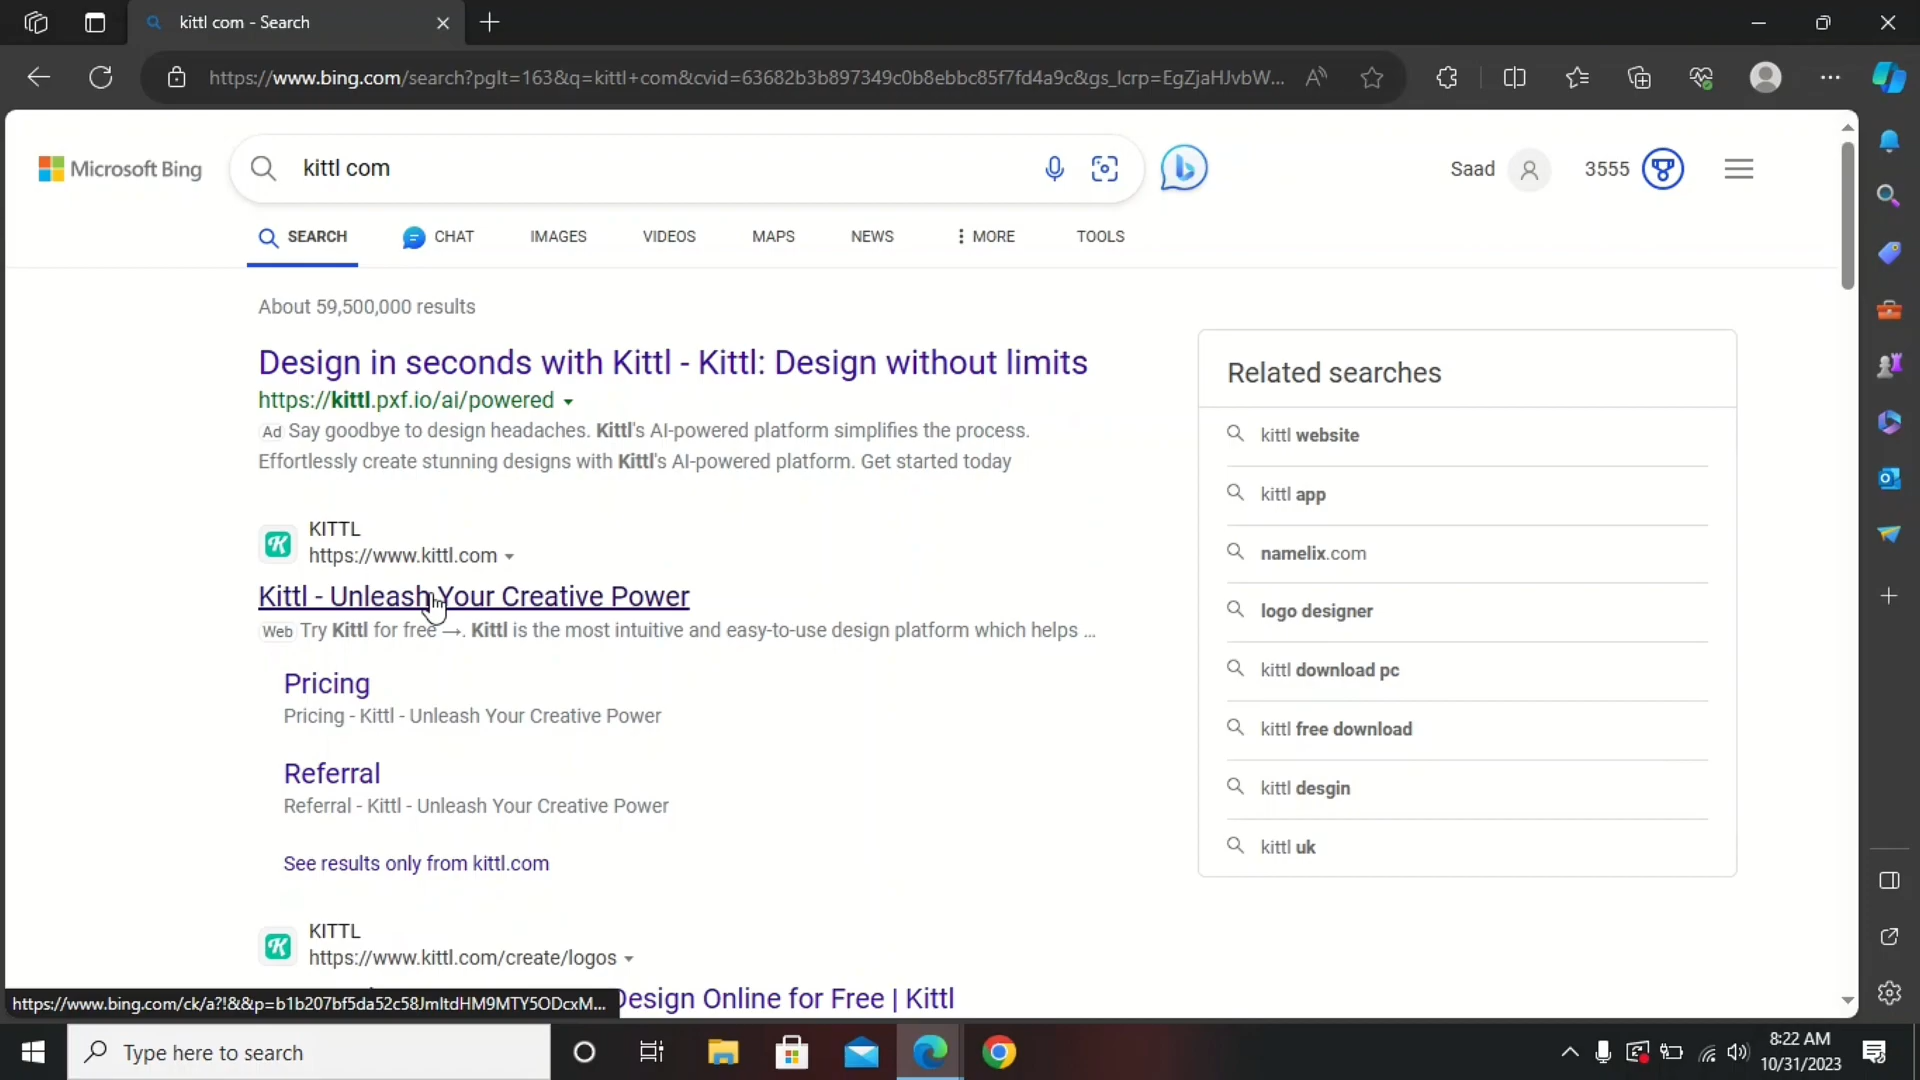 kittl com - Search
https://www.bing.com/search?pglt=163&q=kittl+com&cvid=63682b3b897349c0b8ebbc85f7fd4a9c&gs_lcrp=EgZjaHJvbW...
Microsoft Bing
kittl com
Saad
3555
SEARCH
CHAT
IMAGES
VIDEOS
MAPS
NEWS
MORE
TOOLS
About 59,500,000 results
Design in seconds with Kittl - Kittl: Design without limits
https://kittl.pxf.io/ai/powered
Ad Say goodbye to design headaches. Kittl's AI-powered platform simplifies the process.
Effortlessly create stunning designs with Kittl's AI-powered platform. Get started today
KITTL
https://www.kittl.com
Kittl - Unleash Your Creative Power
Web Try Kittl for free →. Kittl is the most intuitive and easy-to-use design platform which helps ...
Pricing
Pricing - Kittl - Unleash Your Creative Power
Referral
Referral - Kittl - Unleash Your Creative Power
See results only from kittl.com
KITTL
https://www.kittl.com/create/logos
Design Online for Free | Kittl
Related searches
kittl website
kittl app
namelix.com
logo designer
kittl download pc
kittl free download
kittl desgin
kittl uk
https://www.bing.com/ck/a?!&&p=b1b207bf5da52c58JmltdHM9MTY5ODcxM...
Type here to search
8:22 AM
10/31/2023